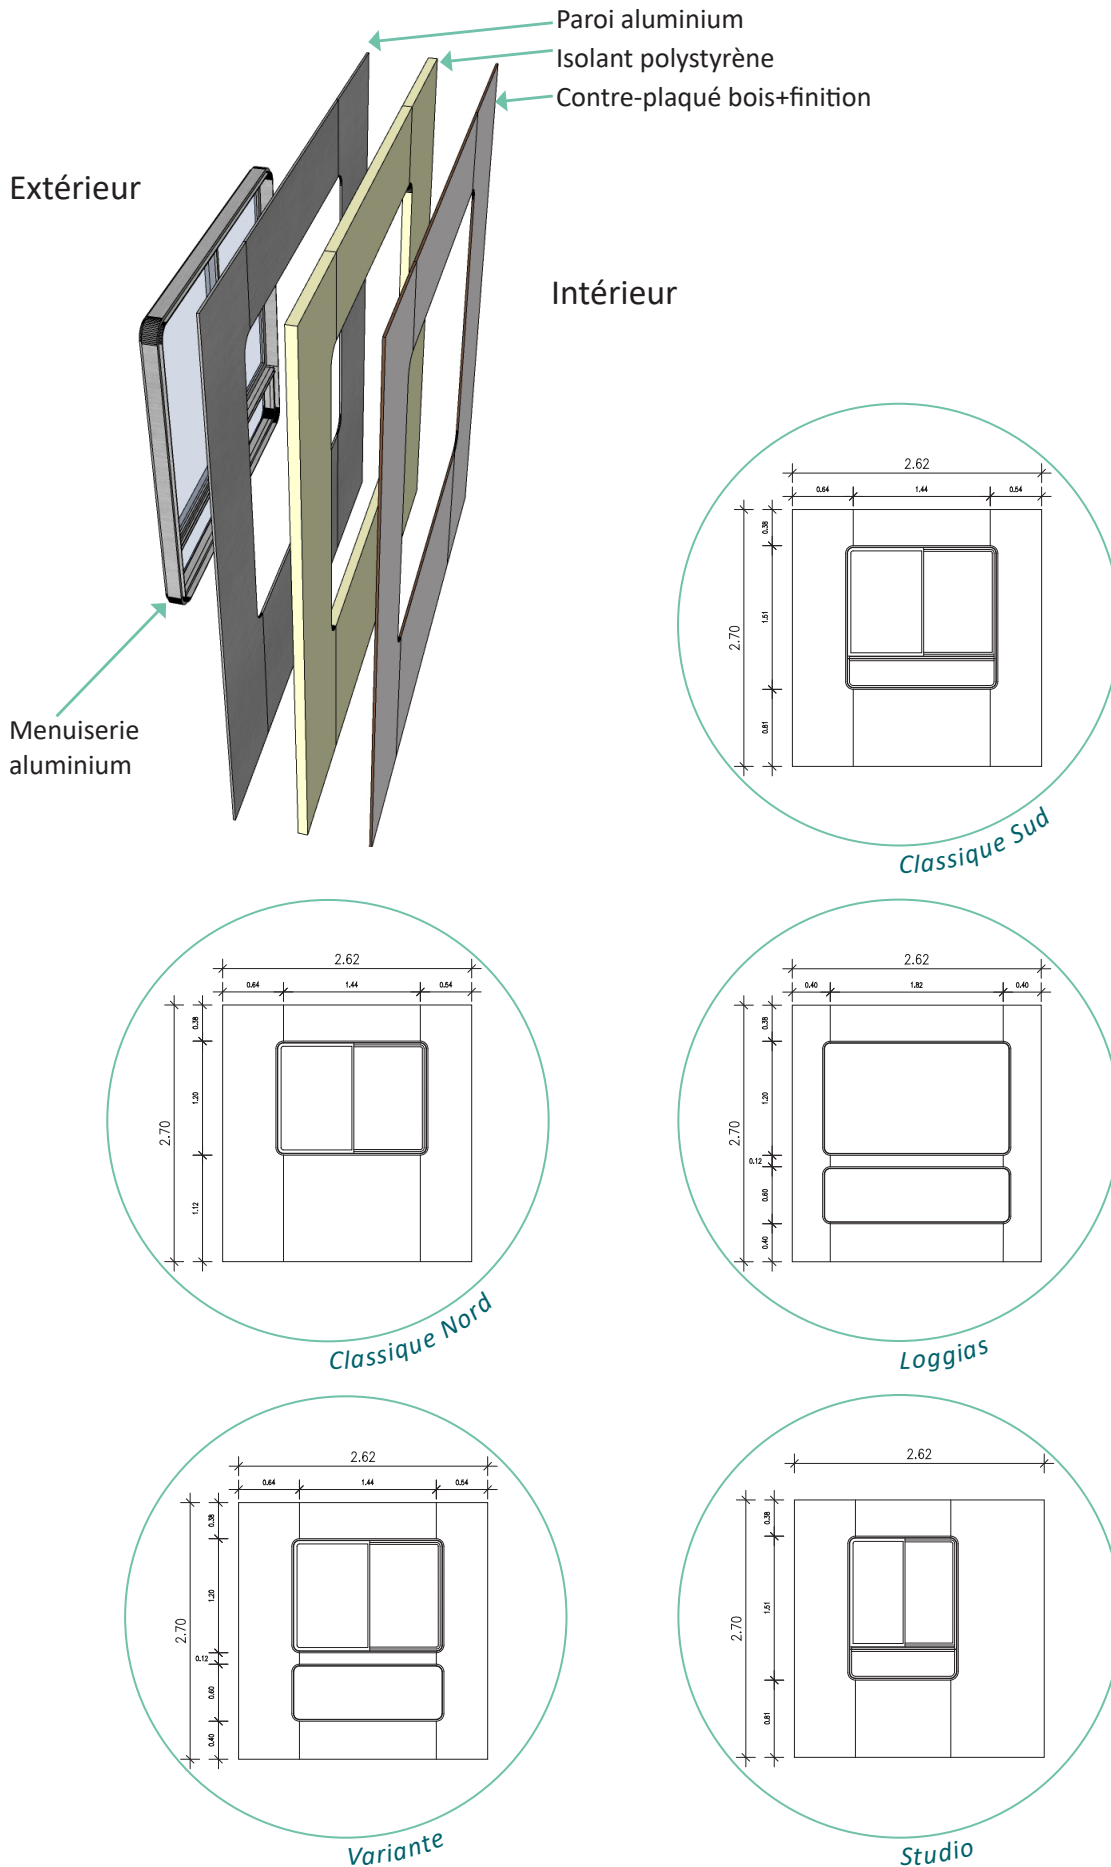 Paroi aluminium
Isolant polystyrène
Contre-plaqué bois+finition
Extérieur
Intérieur
Menuiserie
aluminium
2.62
0.64 1.44 0.54
0.38
1.51
2.70
0.81
Classique Sud
2.62
0.64 1.44 0.54
0.38
1.20
2.70
1.12
Classique Nord
2.62
0.40 1.82 0.40
0.38
1.20
2.70
0.12
0.60
0.40
Loggias
2.62
0.64 1.44 0.54
0.38
1.20
2.70
0.12
0.60
0.40
Variante
2.62
0.38
1.51
2.70
0.81
Studio